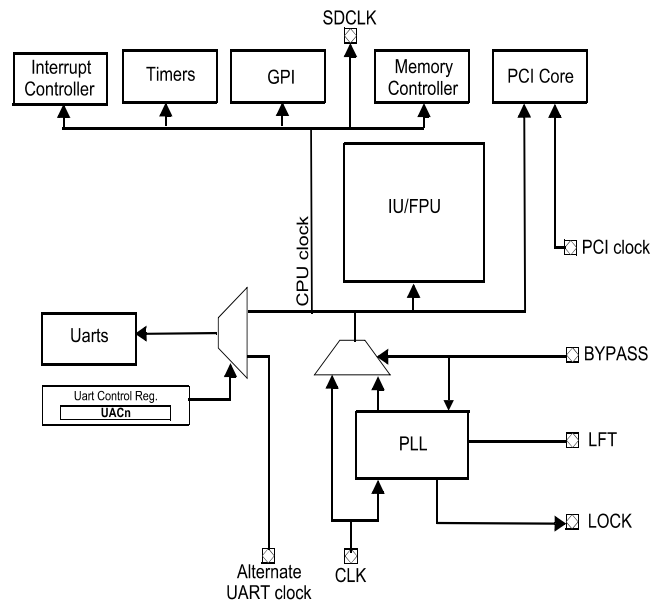 SDCLK
Interrupt
Controller
Timers
GPI
Memory
Controller
PCI Core
IU/FPU
CPU clock
PCI clock
Uarts
BYPASS
Uart Control Reg.
UACn
PLL
LFT
LOCK
Alternate
UART clock
CLK